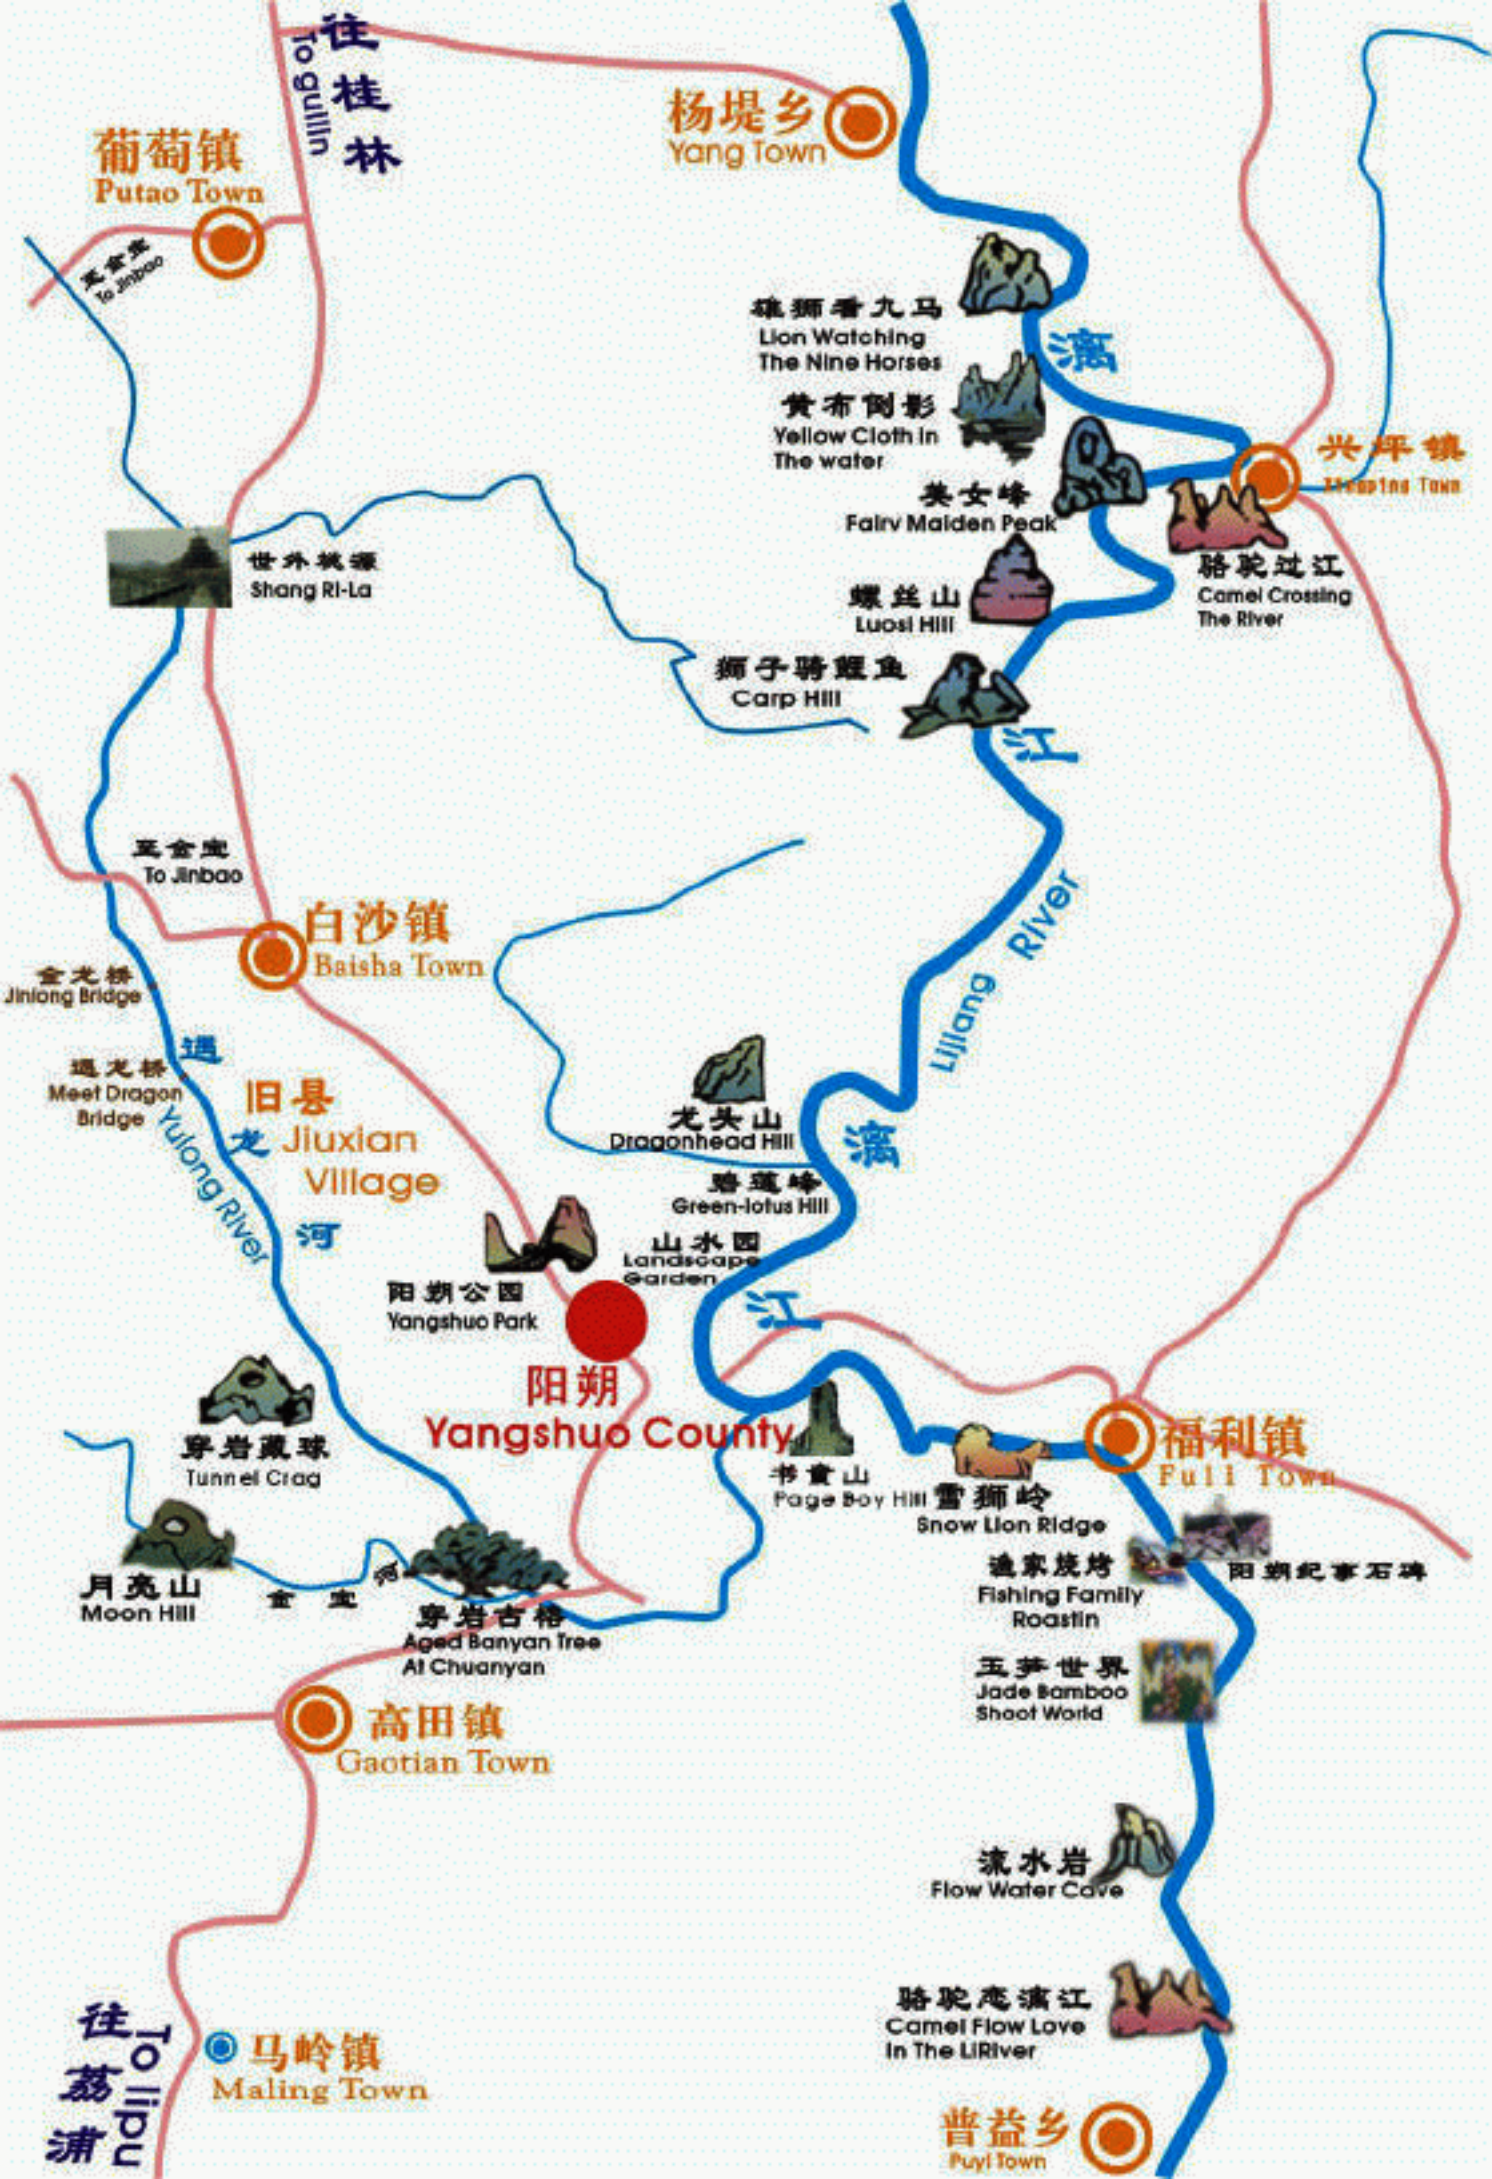 往桂林
To guilin
杨堤乡
Yang Town
葡萄镇
Putao Town
至金宝
To Jinbao
雄狮看九马
Lion Watching
The Nine Horses
漓
黄布倒影
Yellow Cloth in
The water
兴坪镇
Xingping Town
美女峰
Fairy Maiden Peak
世外桃源
Shang Ri-La
骆驼过江
Camel Crossing
The River
螺丝山
Luosi Hill
狮子骑鲤鱼
Carp Hill
江
至金宝
To Jinbao
白沙镇
Baisha Town
Lijiang River
金龙桥
Jinlong Bridge
遇
遇龙桥
Meet Dragon
Bridge
旧县
龙
Jiuxian
Village
Yulong River
河
龙头山
Dragonhead Hill
漓
碧莲峰
Green-lotus Hill
山水园
Landscape
Garden
阳朔公园
Yangshuo Park
江
阳朔
Yangshuo County
穿岩藏球
Tunnel Crag
福利镇
Fuli Town
书童山
Page Boy Hill
雪狮岭
Snow Lion Ridge
渔家烧烤
Fishing Family
Roastin
阳朔纪事石碑
月亮山
Moon Hill
金宝河
穿岩古榕
Aged Banyan Tree
At Chuanyan
玉笋世界
Jade Bamboo
Shoot World
高田镇
Gaotian Town
流水岩
Flow Water Cave
骆驼恋漓江
Camel Flow Love
In The LiRiver
往荔浦
To lipu
马岭镇
Maling Town
普益乡
Puyi Town